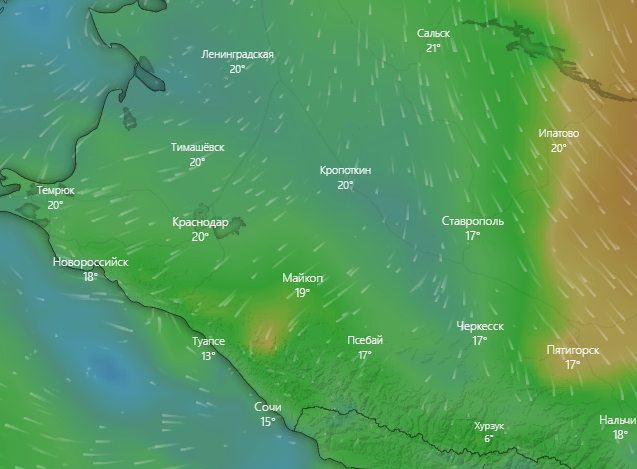 Сальск
21°
Ленинградская
20°
Ипатово
20°
Тимашёвск
20°
Кропоткин
20°
Темрюк
20°
Краснодар
20°
Ставрополь
17°
Новороссийск
18°
Майкоп
19°
Черкесск
17°
Туапсе
13°
Псебай
17°
Пятигорск
17°
Сочи
15°
Хурзук
6°
Нальчи
18°